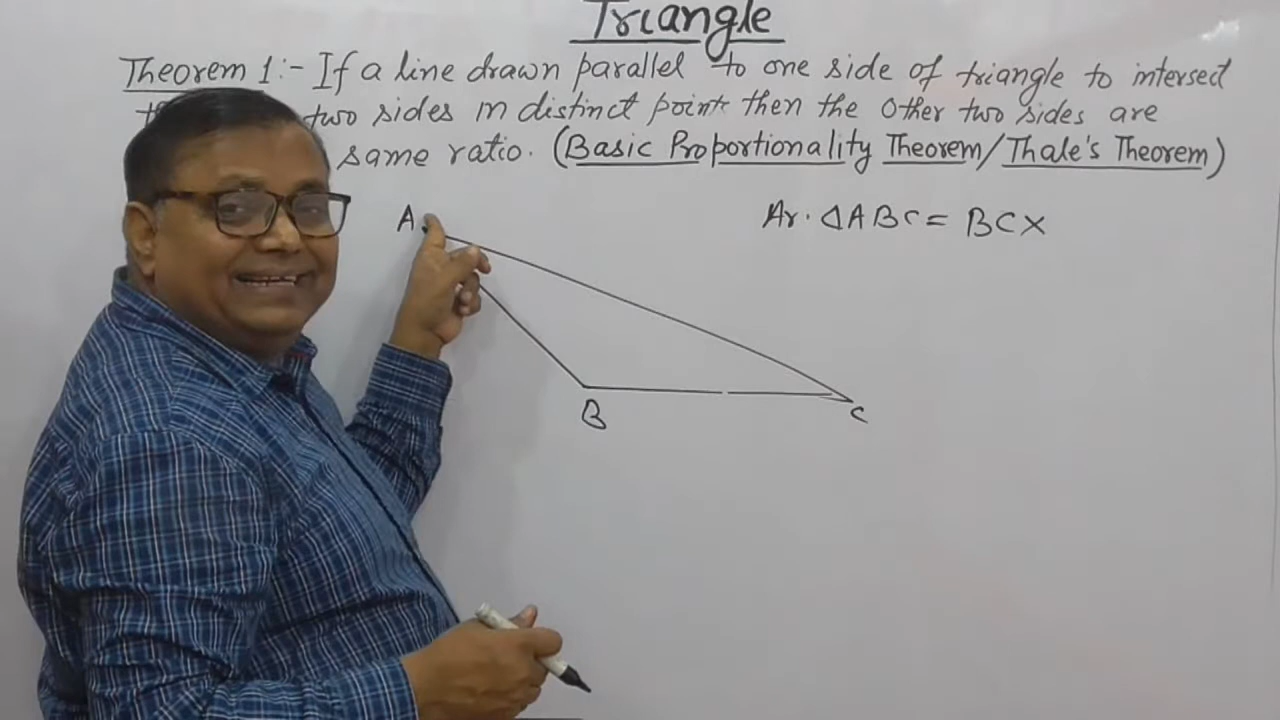 Triangle
Theorem 1:- If a line drawn parallel to one side of triangle to intersect
two sides in distinct points then the other two sides are
same ratio. (Basic Proportionality Theorem/Thale's Theorem)
A
Ar. ΔABC = BC×
B
C